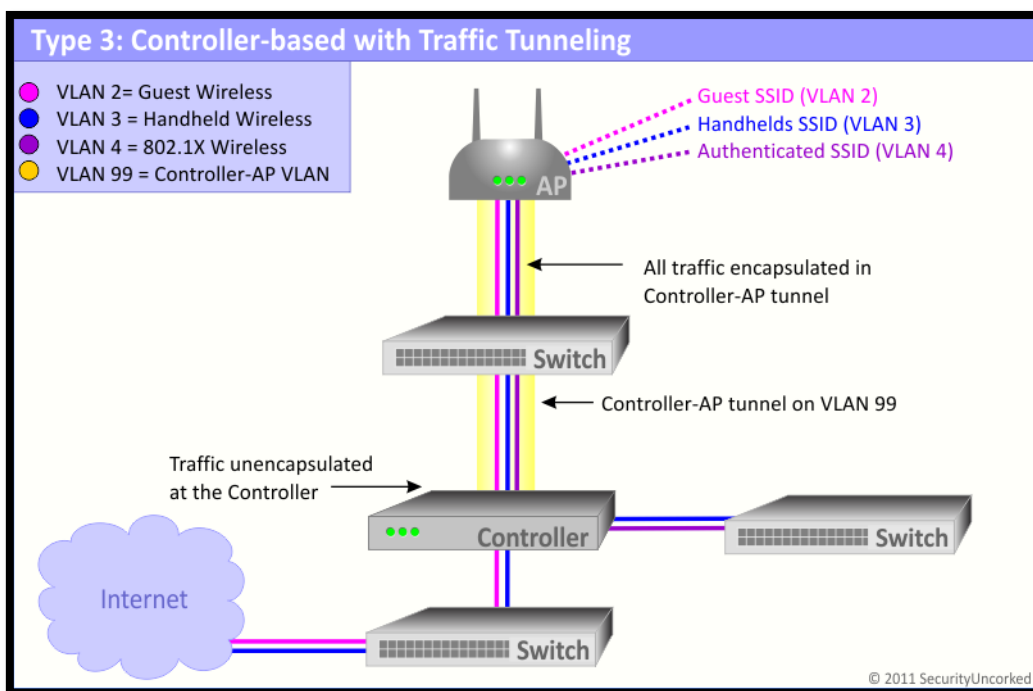 Type 3: Controller-based with Traffic Tunneling
VLAN 2= Guest Wireless
VLAN 3 = Handheld Wireless
VLAN 4 = 802.1X Wireless
VLAN 99 = Controller-AP VLAN
Guest SSID (VLAN 2)
Handhelds SSID (VLAN 3)
Authenticated SSID (VLAN 4)
AP
All traffic encapsulated in
Controller-AP tunnel
Switch
Controller-AP tunnel on VLAN 99
Traffic unencapsulated
at the Controller
Controller
Switch
Internet
Switch
© 2011 SecurityUncorked